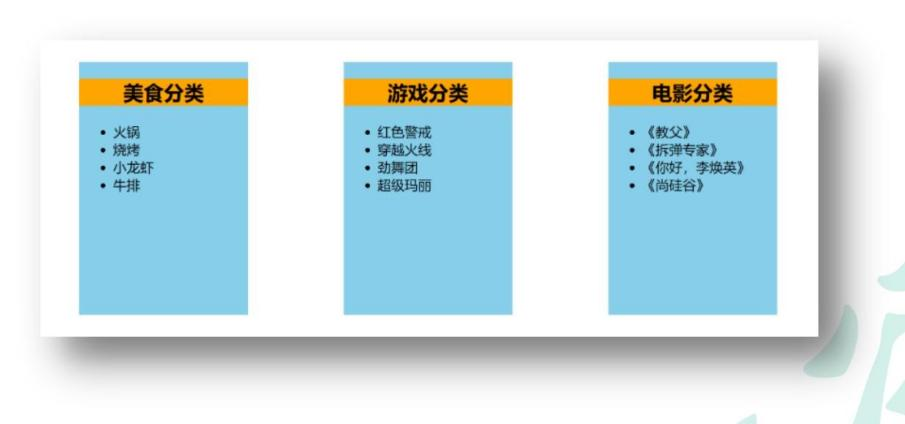 美食分类
• 火锅
• 烧烤
• 小龙虾
• 牛排
游戏分类
• 红色警戒
• 穿越火线
• 劲舞团
• 超级玛丽
电影分类
• 《教父》
• 《拆弹专家》
• 《你好，李焕英》
• 《尚硅谷》